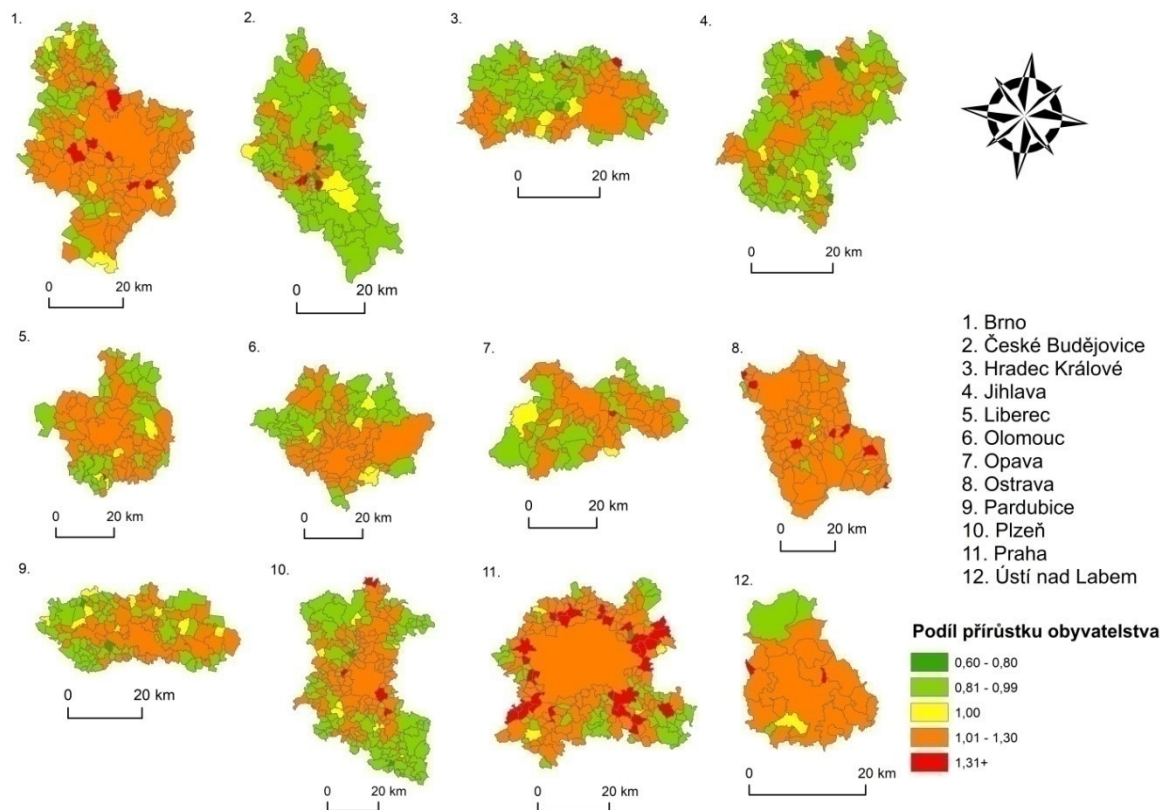 1.
2.
3.
4.
0 20 km
0 20 km
0 20 km
0 20 km
5.
6.
7.
8.
0 20 km
0 20 km
0 20 km
0 20 km
9.
10.
11.
12.
0 20 km
0 20 km
0 20 km
0 20 km
1. Brno
2. České Budějovice
3. Hradec Králové
4. Jihlava
5. Liberec
6. Olomouc
7. Opava
8. Ostrava
9. Pardubice
10. Plzeň
11. Praha
12. Ústí nad Labem
Podíl přírůstku obyvatelstva
0,60 - 0,80
0,81 - 0,99
1,00
1,01 - 1,30
1,31+